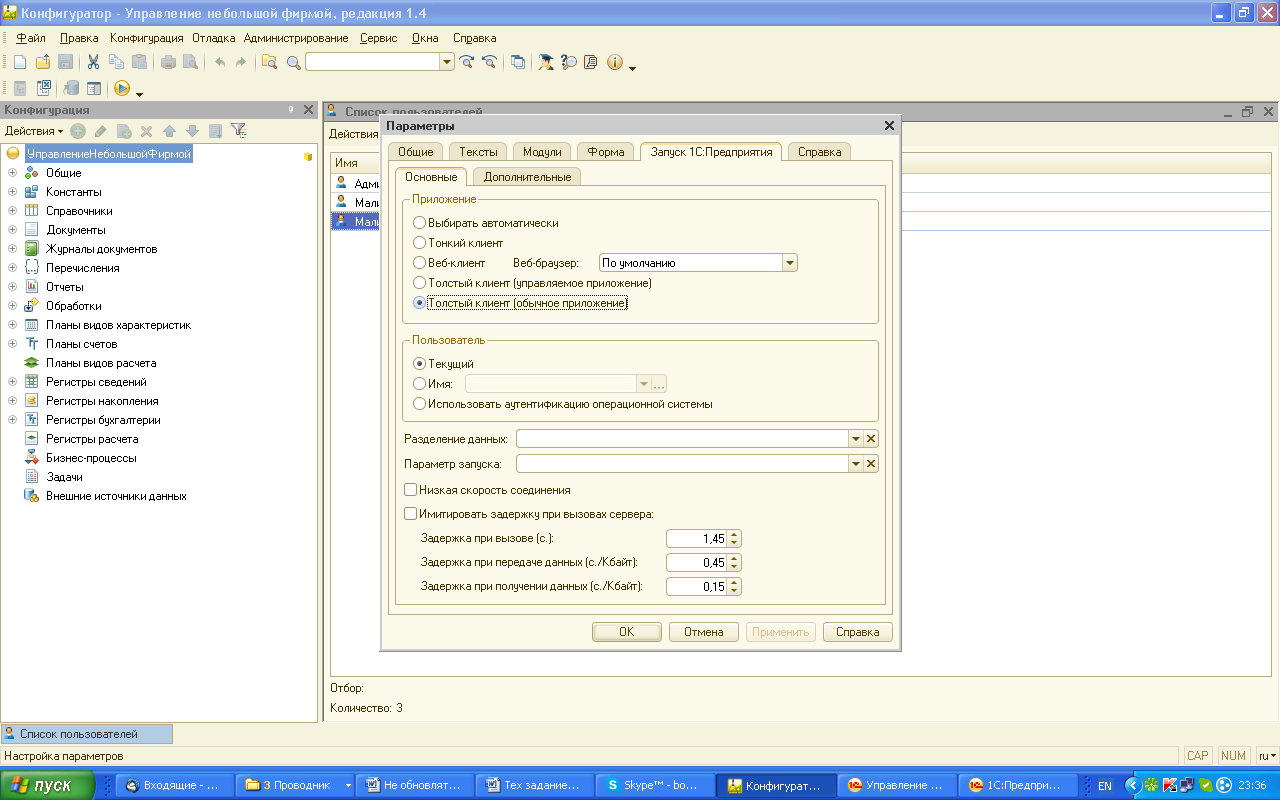 Конфигуратор - Управление небольшой фирмой, редакция 1.4
Файл Правка Конфигурация Отладка Администрирование Сервис Окна Справка
Конфигурация
Действия
УправлениеНебольшойФирмой
Общие
Константы
Справочники
Документы
Журналы документов
Перечисления
Отчеты
Обработки
Планы видов характеристик
Планы счетов
Планы видов расчета
Регистры сведений
Регистры накопления
Регистры бухгалтерии
Регистры расчета
Бизнес-процессы
Задачи
Внешние источники данных
Список пользователей
Действия
Имя
Адми
Мали
Мали
Параметры
Общие Тексты Модули Форма Запуск 1С:Предприятия Справка
Основные Дополнительные
Приложение
Выбирать автоматически
Тонкий клиент
Веб-клиент Веб-браузер: По умолчанию
Толстый клиент (управляемое приложение)
Толстый клиент (обычное приложение)
Пользователь
Текущий
Имя: ...
Использовать аутентификацию операционной системы
Разделение данных:
Параметр запуска:
Низкая скорость соединения
Имитировать задержку при вызовах сервера:
Задержка при вызове (с.): 1,45
Задержка при передаче данных (с./Кбайт): 0,45
Задержка при получении данных (с./Кбайт): 0,15
OK Отмена Применить Справка
Отбор:
Количество: 3
Список пользователей
Настройка параметров CAP NUM ru
пуск Входящие - ... 3 Проводник Не обновлят... Тех задание... Skype™ - bo... Конфигурат... Управление ... 1С:Предпри... EN 23:36